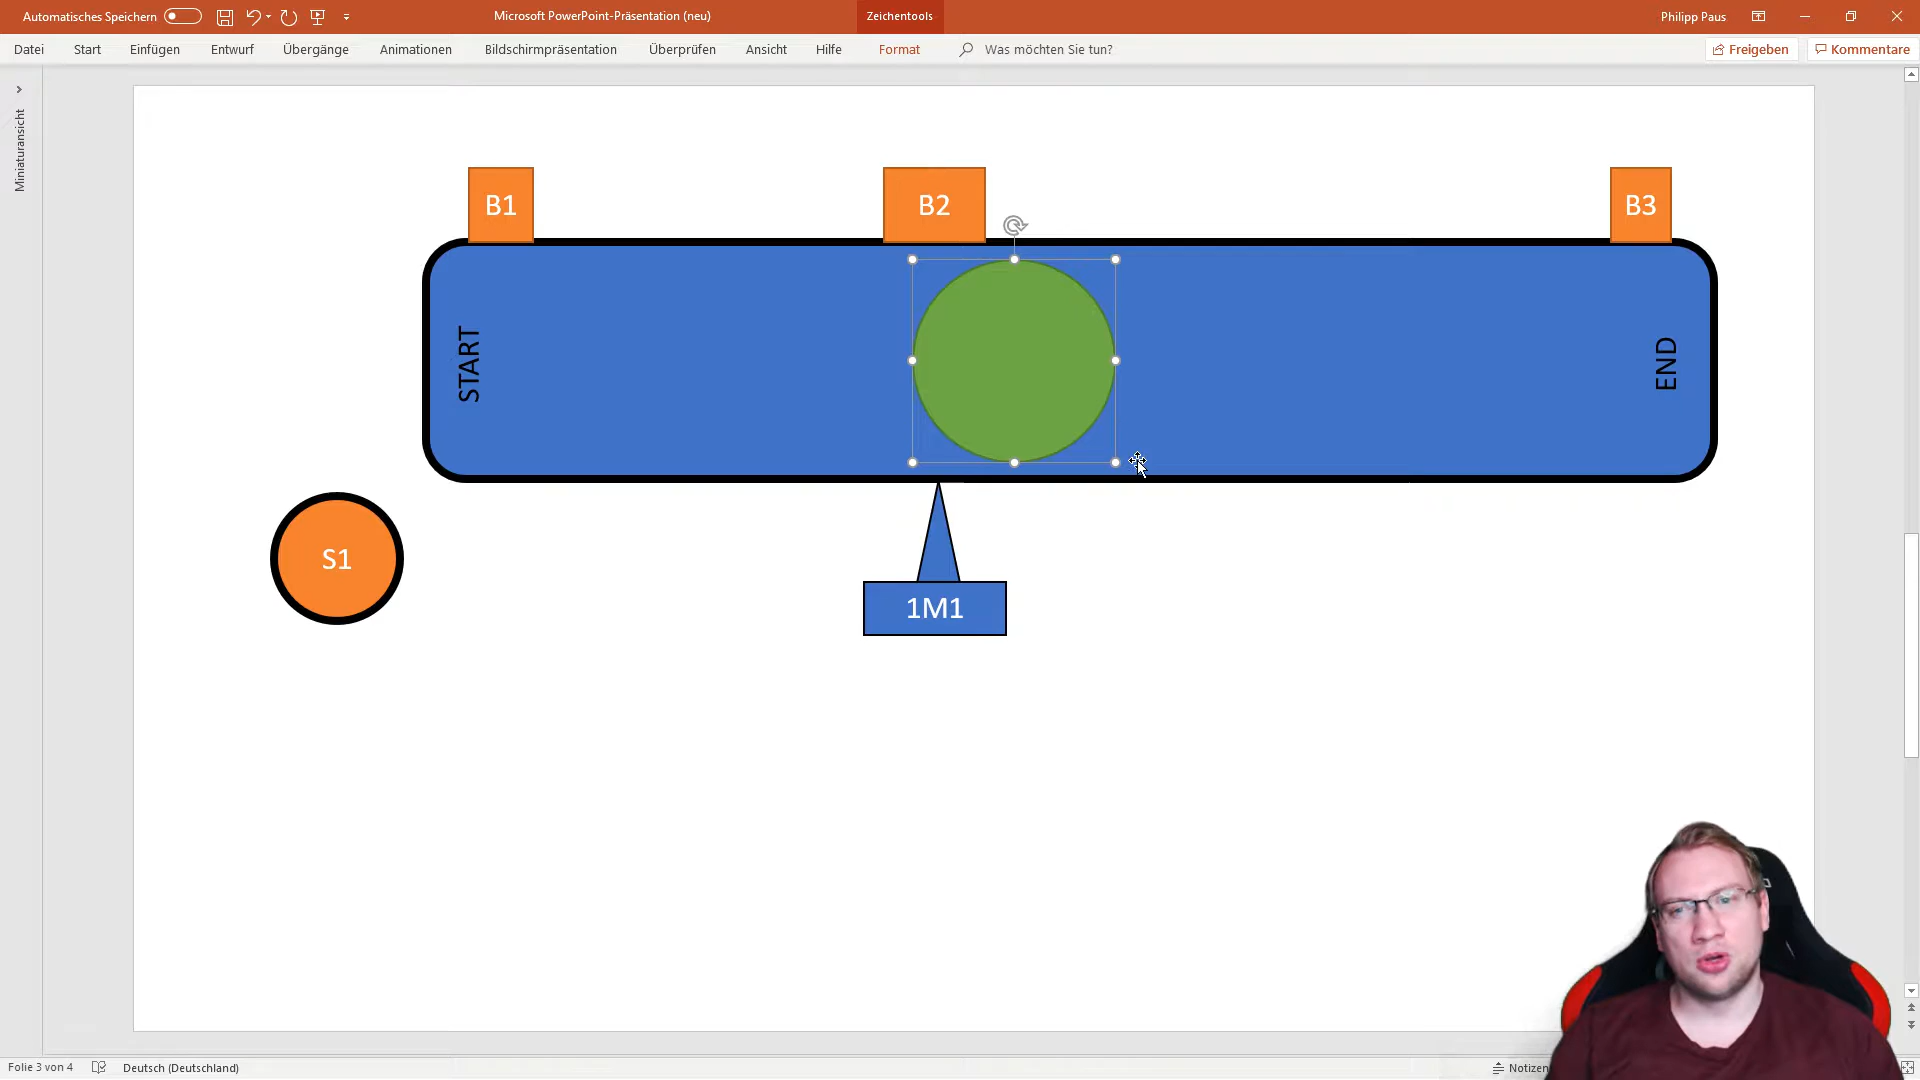 Automatisches Speichern
Microsoft PowerPoint-Präsentation (neu)
Zeichentools
Philipp Paus
Datei Start Einfügen Entwurf Übergänge Animationen Bildschirmpräsentation Überprüfen Ansicht Hilfe Format Was möchten Sie tun? Freigeben Kommentare
Miniaturansicht
B1 B2 B3
START
END
S1
1M1
Folie 3 von 4 Deutsch (Deutschland) Notizen